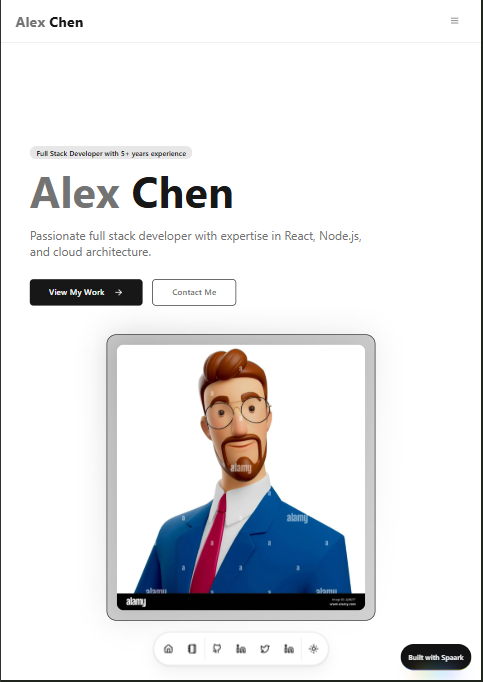 Alex Chen
Full Stack Developer with 5+ years experience
Alex Chen
Passionate full stack developer with expertise in React, Node.js,
and cloud architecture.
View My Work →
Contact Me
a
alamy
a
alamy
a
a
a
a
alamy
alamy
alamy
www.alamy.com
Built with Spaark